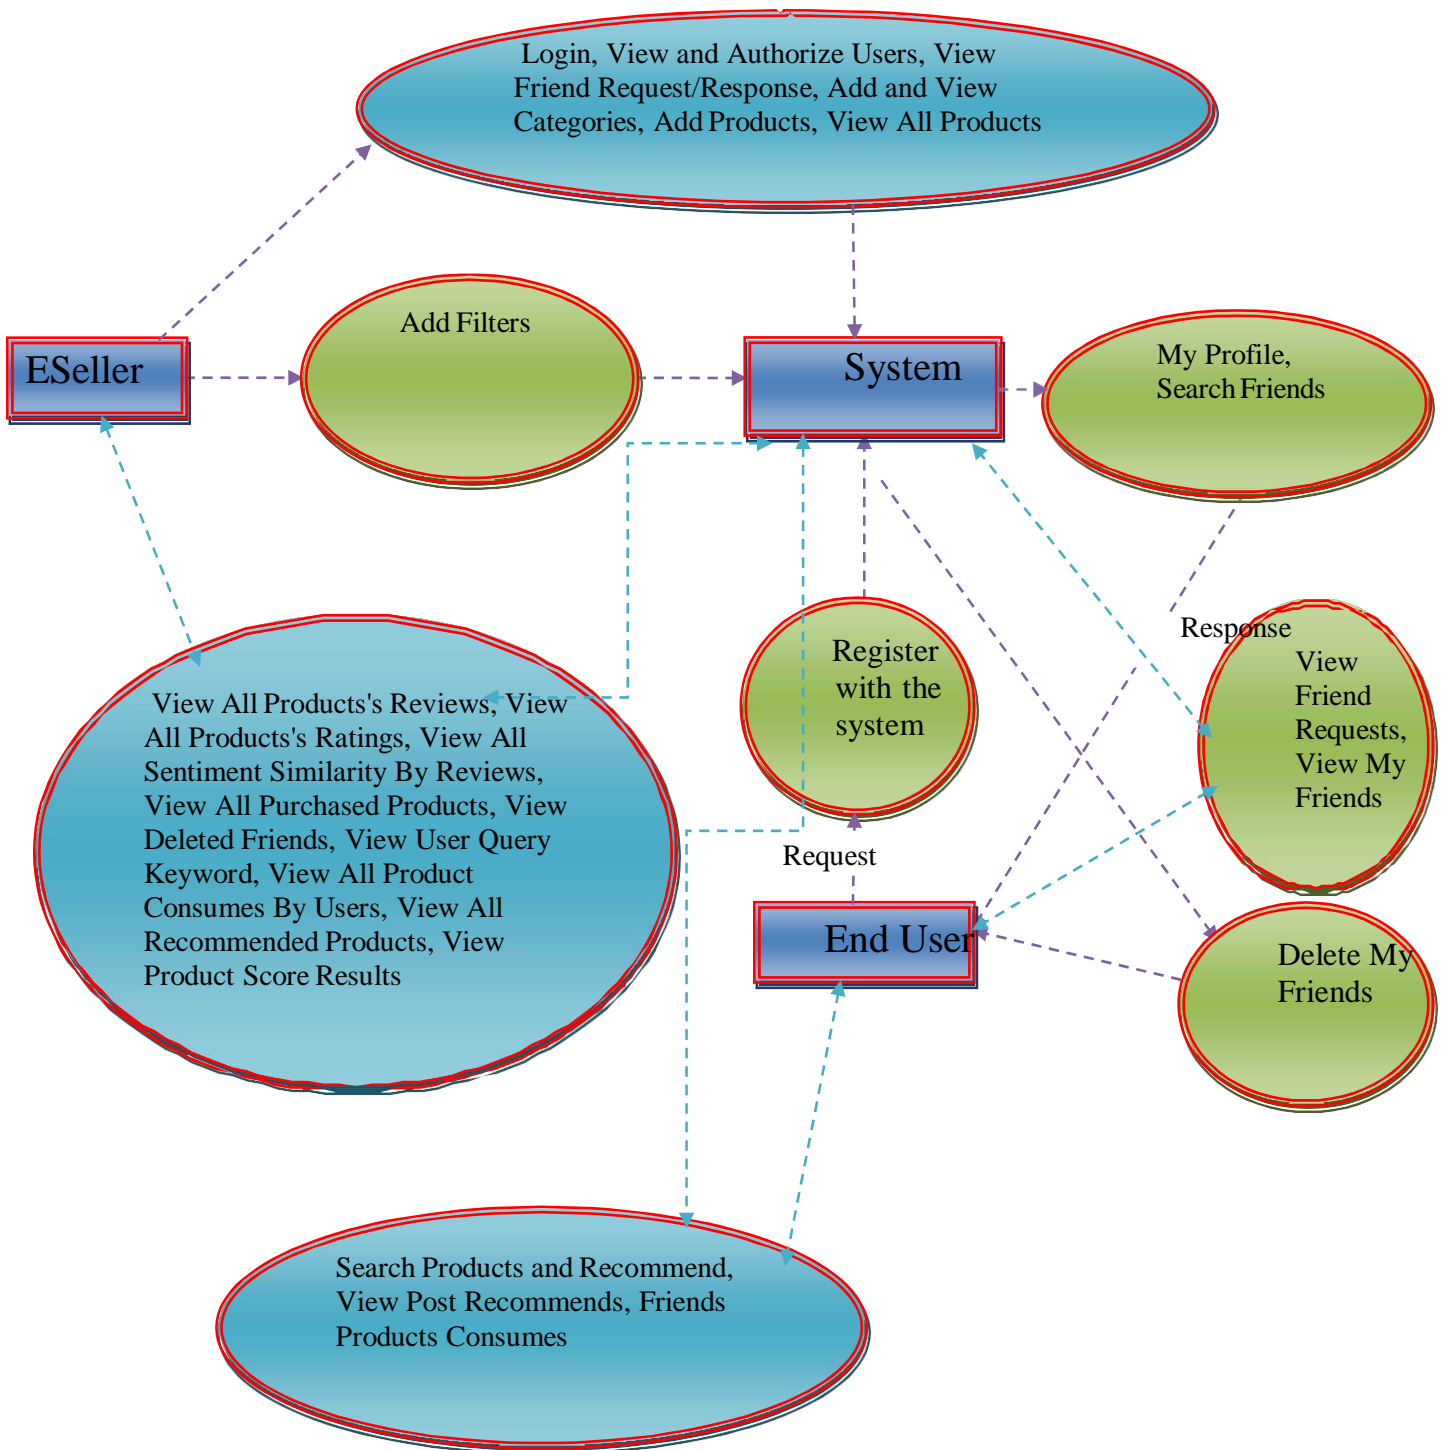 Login, View and Authorize Users, View
Friend Request/Response, Add and View
Categories, Add Products, View All Products
Add Filters
ESeller
System
My Profile,
Search Friends
Response
View
Friend
Requests,
View My
Friends
Register
with the
system
View All Products's Reviews, View
All Products's Ratings, View All
Sentiment Similarity By Reviews,
View All Purchased Products, View
Deleted Friends, View User Query
Keyword, View All Product
Consumes By Users, View All
Recommended Products, View
Product Score Results
Request
End User
Delete My
Friends
Search Products and Recommend,
View Post Recommends, Friends
Products Consumes